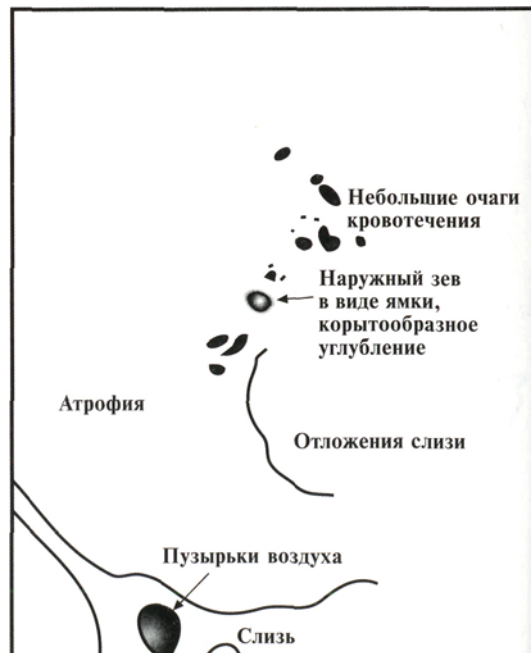 Небольшие очаги
кровотечения
Наружный зев
в виде ямки,
корытообразное
углубление
Атрофия
Отложения слизи
Пузырьки воздуха
Слизь